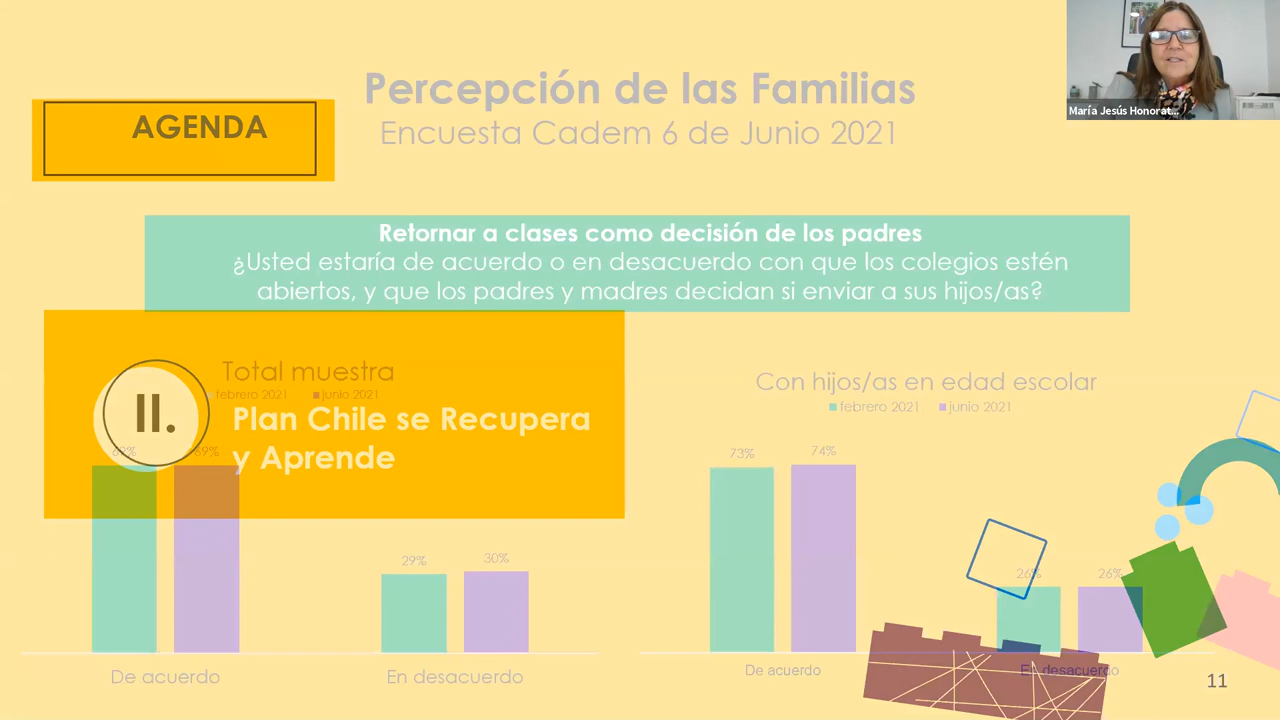 María Jesús Honorat...
Percepción de las Familias
Encuesta Cadem 6 de Junio 2021
AGENDA
Retornar a clases como decisión de los padres
¿Usted estaría de acuerdo o en desacuerdo con que los colegios estén
abiertos, y que los padres y madres decidan si enviar a sus hijos/as?
Total muestra
febrero 2021 junio 2021
II.
Plan Chile se Recupera
y Aprende
69%
29%
30%
De acuerdo
En desacuerdo
Con hijos/as en edad escolar
febrero 2021 junio 2021
73%
74%
26%
26%
De acuerdo
En desacuerdo
11